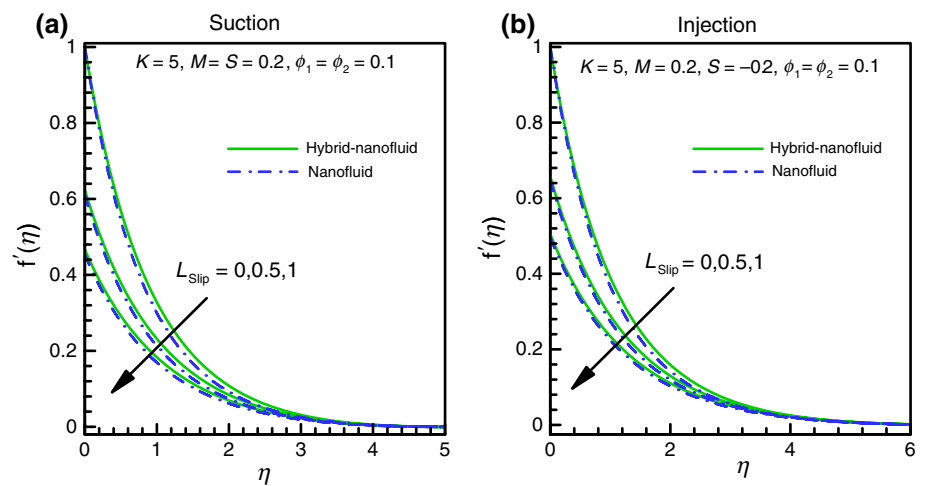 (a)
Suction
K = 5, M= S = 0.2, ϕ₁ = ϕ₂ = 0.1
Hybrid-nanofluid
Nanofluid
L_Slip = 0,0.5,1
f′(η)
1
0.8
0.6
0.4
0.2
0
0
1
2
3
4
5
η
(b)
Injection
K = 5, M = 0.2, S = –02, ϕ₁= ϕ₂ = 0.1
Hybrid-nanofluid
Nanofluid
L_Slip = 0,0.5,1
f′(η)
1
0.8
0.6
0.4
0.2
0
0
2
4
6
η